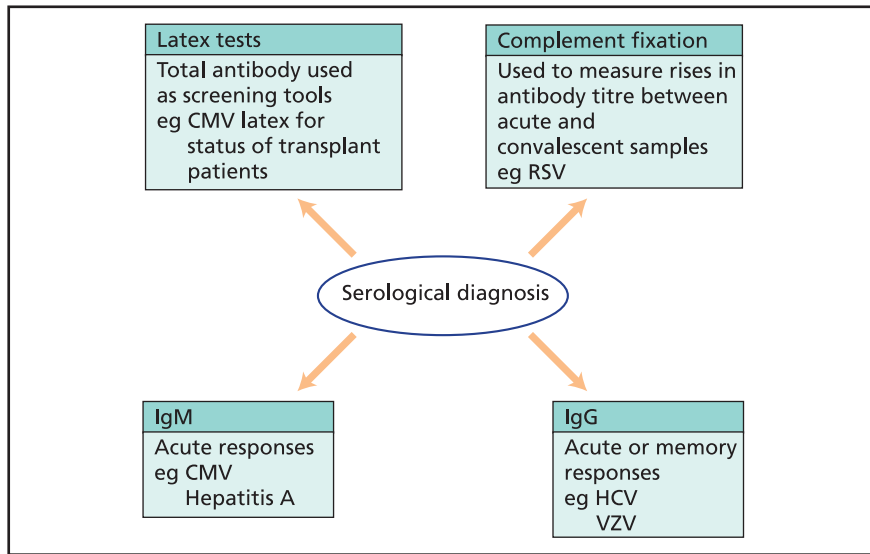 Latex tests
Total antibody used
as screening tools
eg CMV latex for
status of transplant
patients
Complement fixation
Used to measure rises in
antibody titre between
acute and
convalescent samples
eg RSV
Serological diagnosis
IgM
Acute responses
eg CMV
Hepatitis A
IgG
Acute or memory
responses
eg HCV
VZV